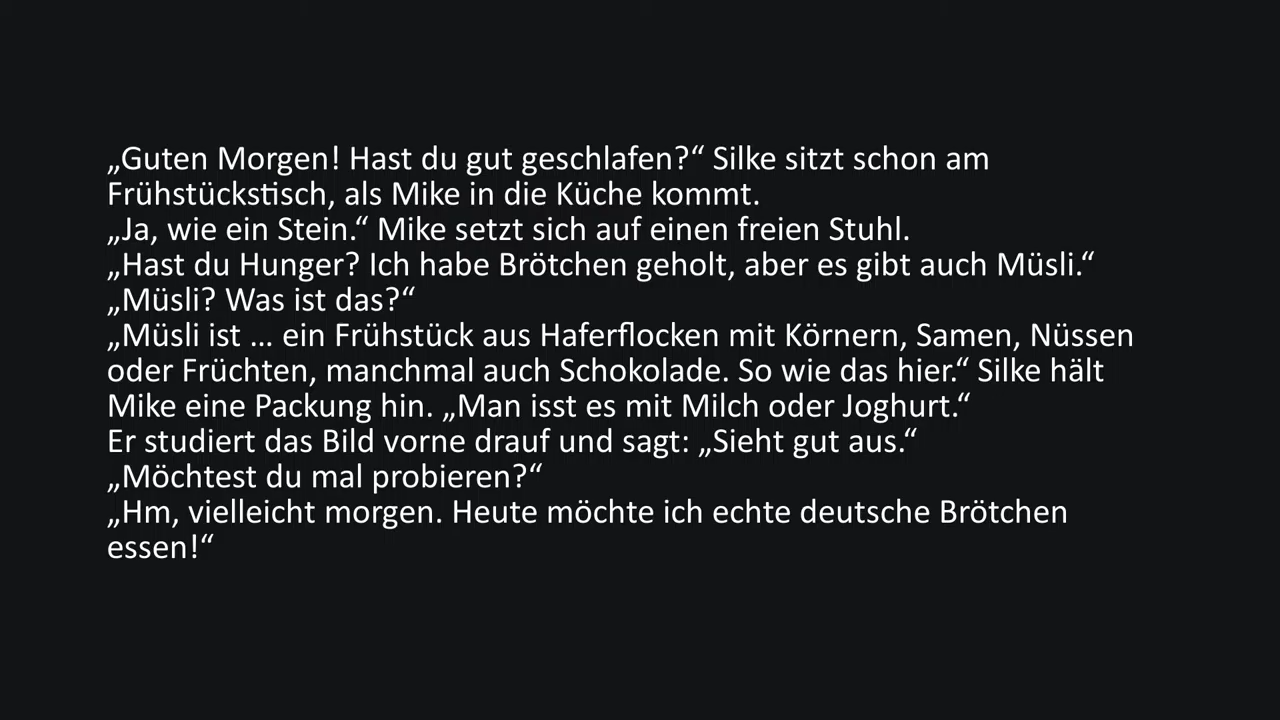 „Guten Morgen! Hast du gut geschlafen?“ Silke sitzt schon am
Frühstückstisch, als Mike in die Küche kommt.
„Ja, wie ein Stein.“ Mike setzt sich auf einen freien Stuhl.
„Hast du Hunger? Ich habe Brötchen geholt, aber es gibt auch Müsli.“
„Müsli? Was ist das?“
„Müsli ist … ein Frühstück aus Haferflocken mit Körnern, Samen, Nüssen
oder Früchten, manchmal auch Schokolade. So wie das hier.“ Silke hält
Mike eine Packung hin. „Man isst es mit Milch oder Joghurt.“
Er studiert das Bild vorne drauf und sagt: „Sieht gut aus.“
„Möchtest du mal probieren?“
„Hm, vielleicht morgen. Heute möchte ich echte deutsche Brötchen
essen!“